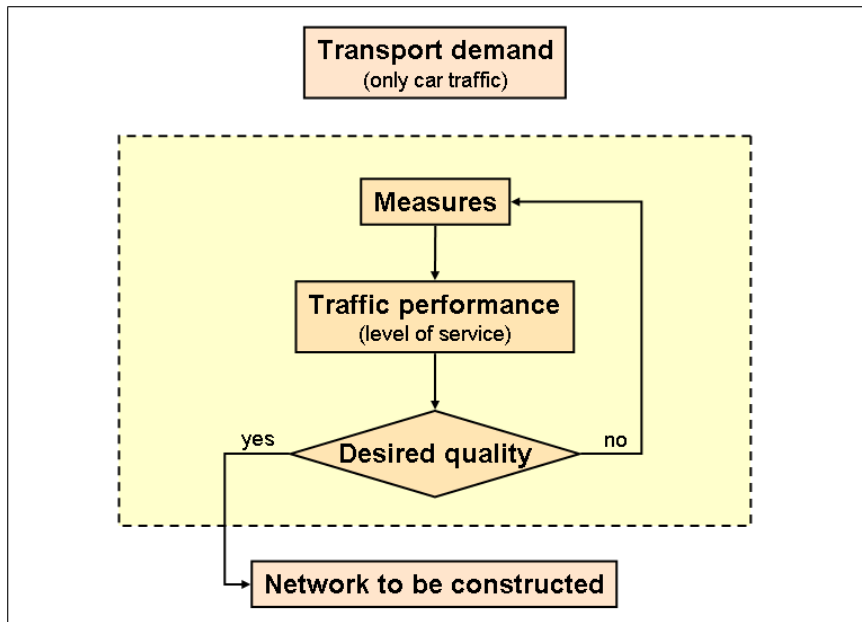 Transport demand
(only car traffic)
Measures
Traffic performance
(level of service)
yes
Desired quality
no
Network to be constructed